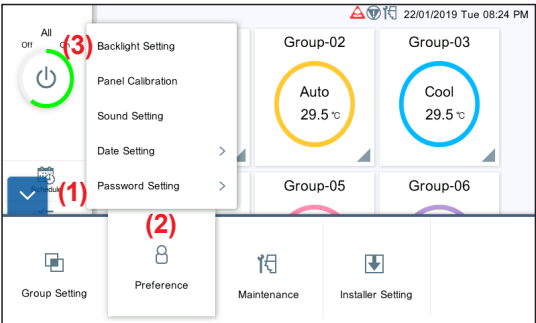 22/01/2019 Tue 08:24 PM
All
Off On
(3)
Backlight Setting
Panel Calibration
Sound Setting
Date Setting >
Password Setting >
Group-02
Auto
29.5 ℃
Group-03
Cool
29.5 ℃
Schedule
(1)
Group-05
Group-06
(2)
Group Setting
Preference
Maintenance
Installer Setting